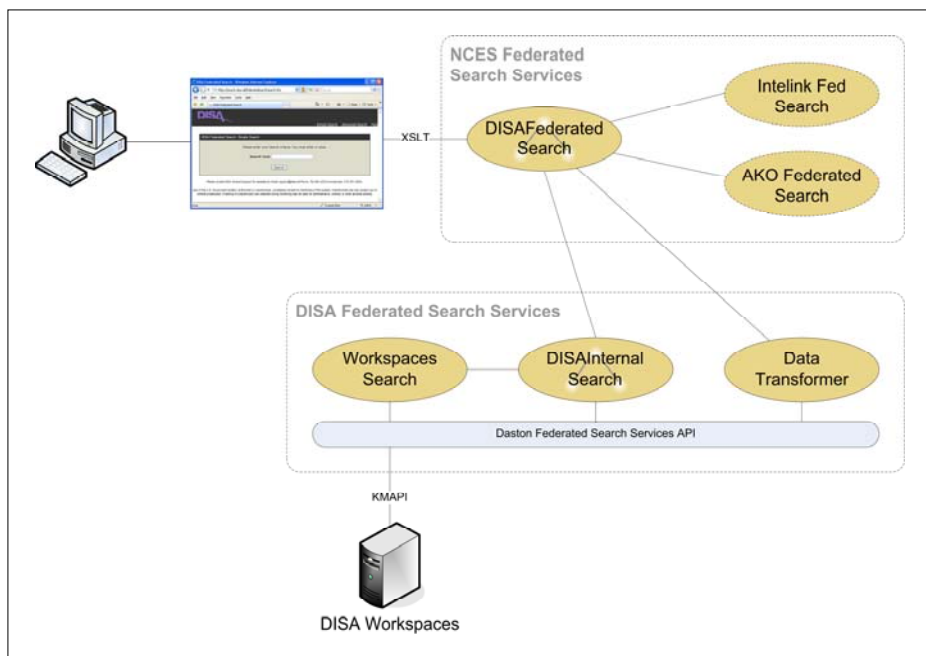 NCES Federated
Search Services
Intelink Fed
Search
DISA
XSLT
DISAFederated
Search
AKO Federated
Search
DISA Federated Search Services
Workspaces
Search
DISAInternal
Search
Data
Transformer
Daston Federated Search Services API
KMAPI
DISA Workspaces